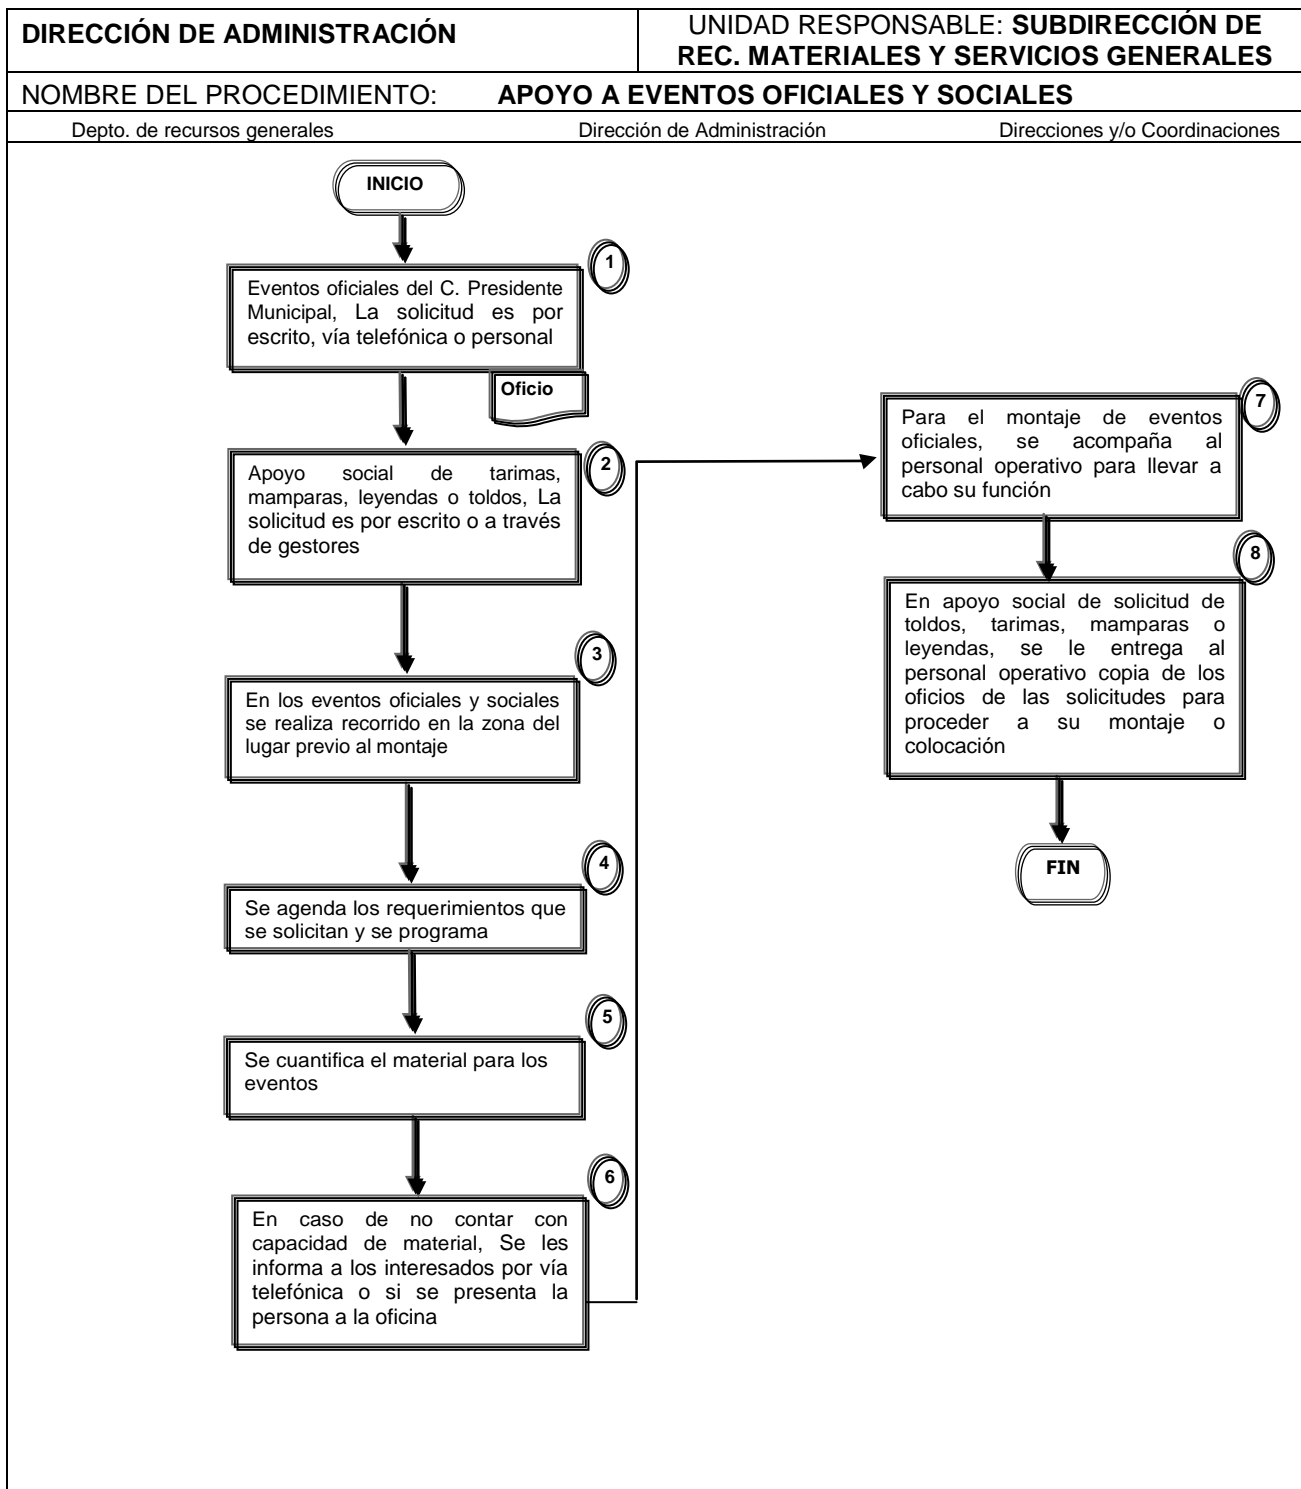 DIRECCIÓN DE ADMINISTRACIÓN
UNIDAD RESPONSABLE: SUBDIRECCIÓN DE
REC. MATERIALES Y SERVICIOS GENERALES
NOMBRE DEL PROCEDIMIENTO: APOYO A EVENTOS OFICIALES Y SOCIALES
Depto. de recursos generales Dirección de Administración Direcciones y/o Coordinaciones
INICIO
1
Eventos oficiales del C. Presidente
Municipal, La solicitud es por
escrito, vía telefónica o personal
Oficio
2
Apoyo social de tarimas,
mamparas, leyendas o toldos, La
solicitud es por escrito o a través
de gestores
3
En los eventos oficiales y sociales
se realiza recorrido en la zona del
lugar previo al montaje
4
Se agenda los requerimientos que
se solicitan y se programa
5
Se cuantifica el material para los
eventos
6
En caso de no contar con
capacidad de material, Se les
informa a los interesados por vía
telefónica o si se presenta la
persona a la oficina
7
Para el montaje de eventos
oficiales, se acompaña al
personal operativo para llevar a
cabo su función
8
En apoyo social de solicitud de
toldos, tarimas, mamparas o
leyendas, se le entrega al
personal operativo copia de los
oficios de las solicitudes para
proceder a su montaje o
colocación
FIN